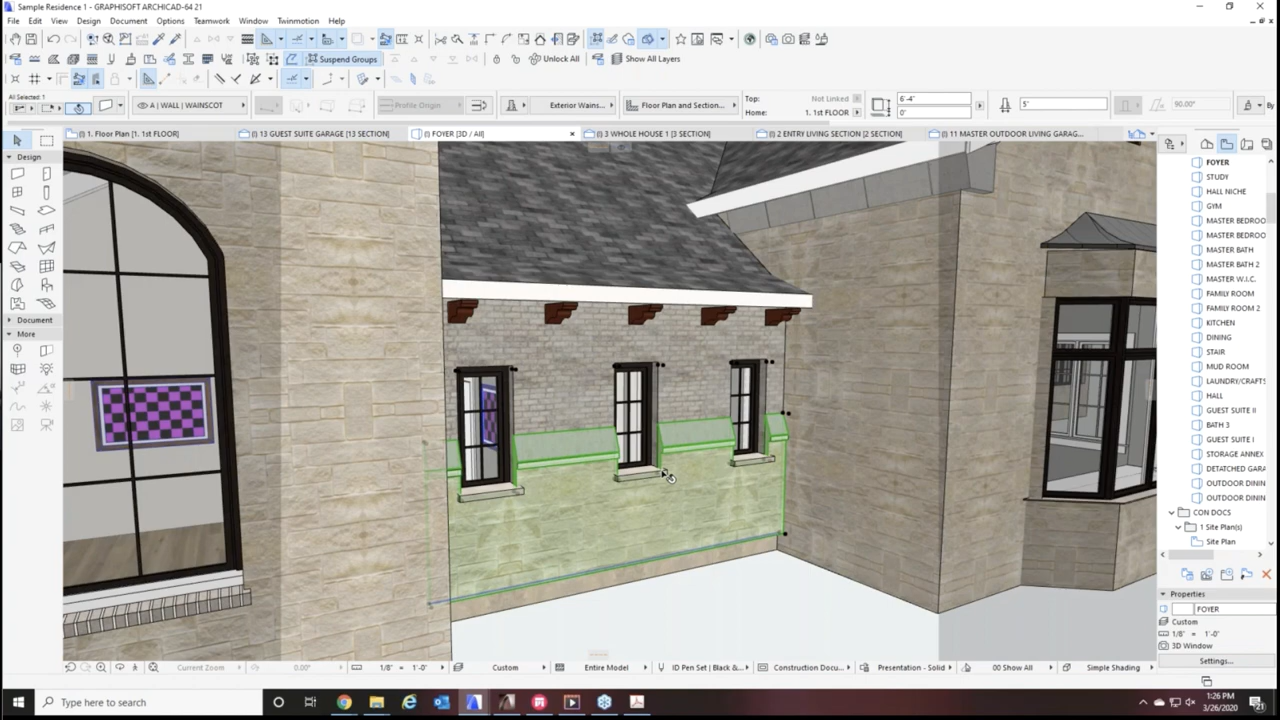 Sample Residence 1 - GRAPHISOFT ARCHICAD-64 21
File Edit View Design Document Options Teamwork Window Twinmotion Help
Suspend Groups
Unlock All
Show All Layers
All Selected: 1
A | WALL | WAINSCOT
Profile Origin
Exterior Wains...
Floor Plan and Section...
Top: Not Linked
Home: 1. 1ST FLOOR
6'-4"
0'
5"
90.00°
(!) 1. Floor Plan [1. 1ST FLOOR]
(!) 13 GUEST SUITE GARAGE [13 SECTION]
(!) FOYER [3D / All]
(!) 3 WHOLE HOUSE 1 [3 SECTION]
(!) 2 ENTRY LIVING SECTION [2 SECTION]
(!) 11 MASTER OUTDOOR LIVING GARAG...
Design
Document
More
FOYER
STUDY
HALL NICHE
GYM
MASTER BEDROO
MASTER BEDROO
MASTER BATH
MASTER BATH 2
MASTER W.I.C.
FAMILY ROOM
FAMILY ROOM 2
KITCHEN
DINING
STAIR
MUD ROOM
LAUNDRY/CRAFTS
HALL
GUEST SUITE II
BATH 3
GUEST SUITE I
STORAGE ANNEX
DETATCHED GARA
OUTDOOR DININ
OUTDOOR DININ
CON DOCS
1 Site Plan(s)
Site Plan
Properties
FOYER
Custom
1/8" = 1'-0"
3D Window
Settings...
Current Zoom
0.00°
1/8" = 1'-0"
Custom
Entire Model
ID Pen Set | Black &...
Construction Docu...
Presentation - Solid
00 Show All
Simple Shading
Type here to search
1:26 PM
3/26/2020
21